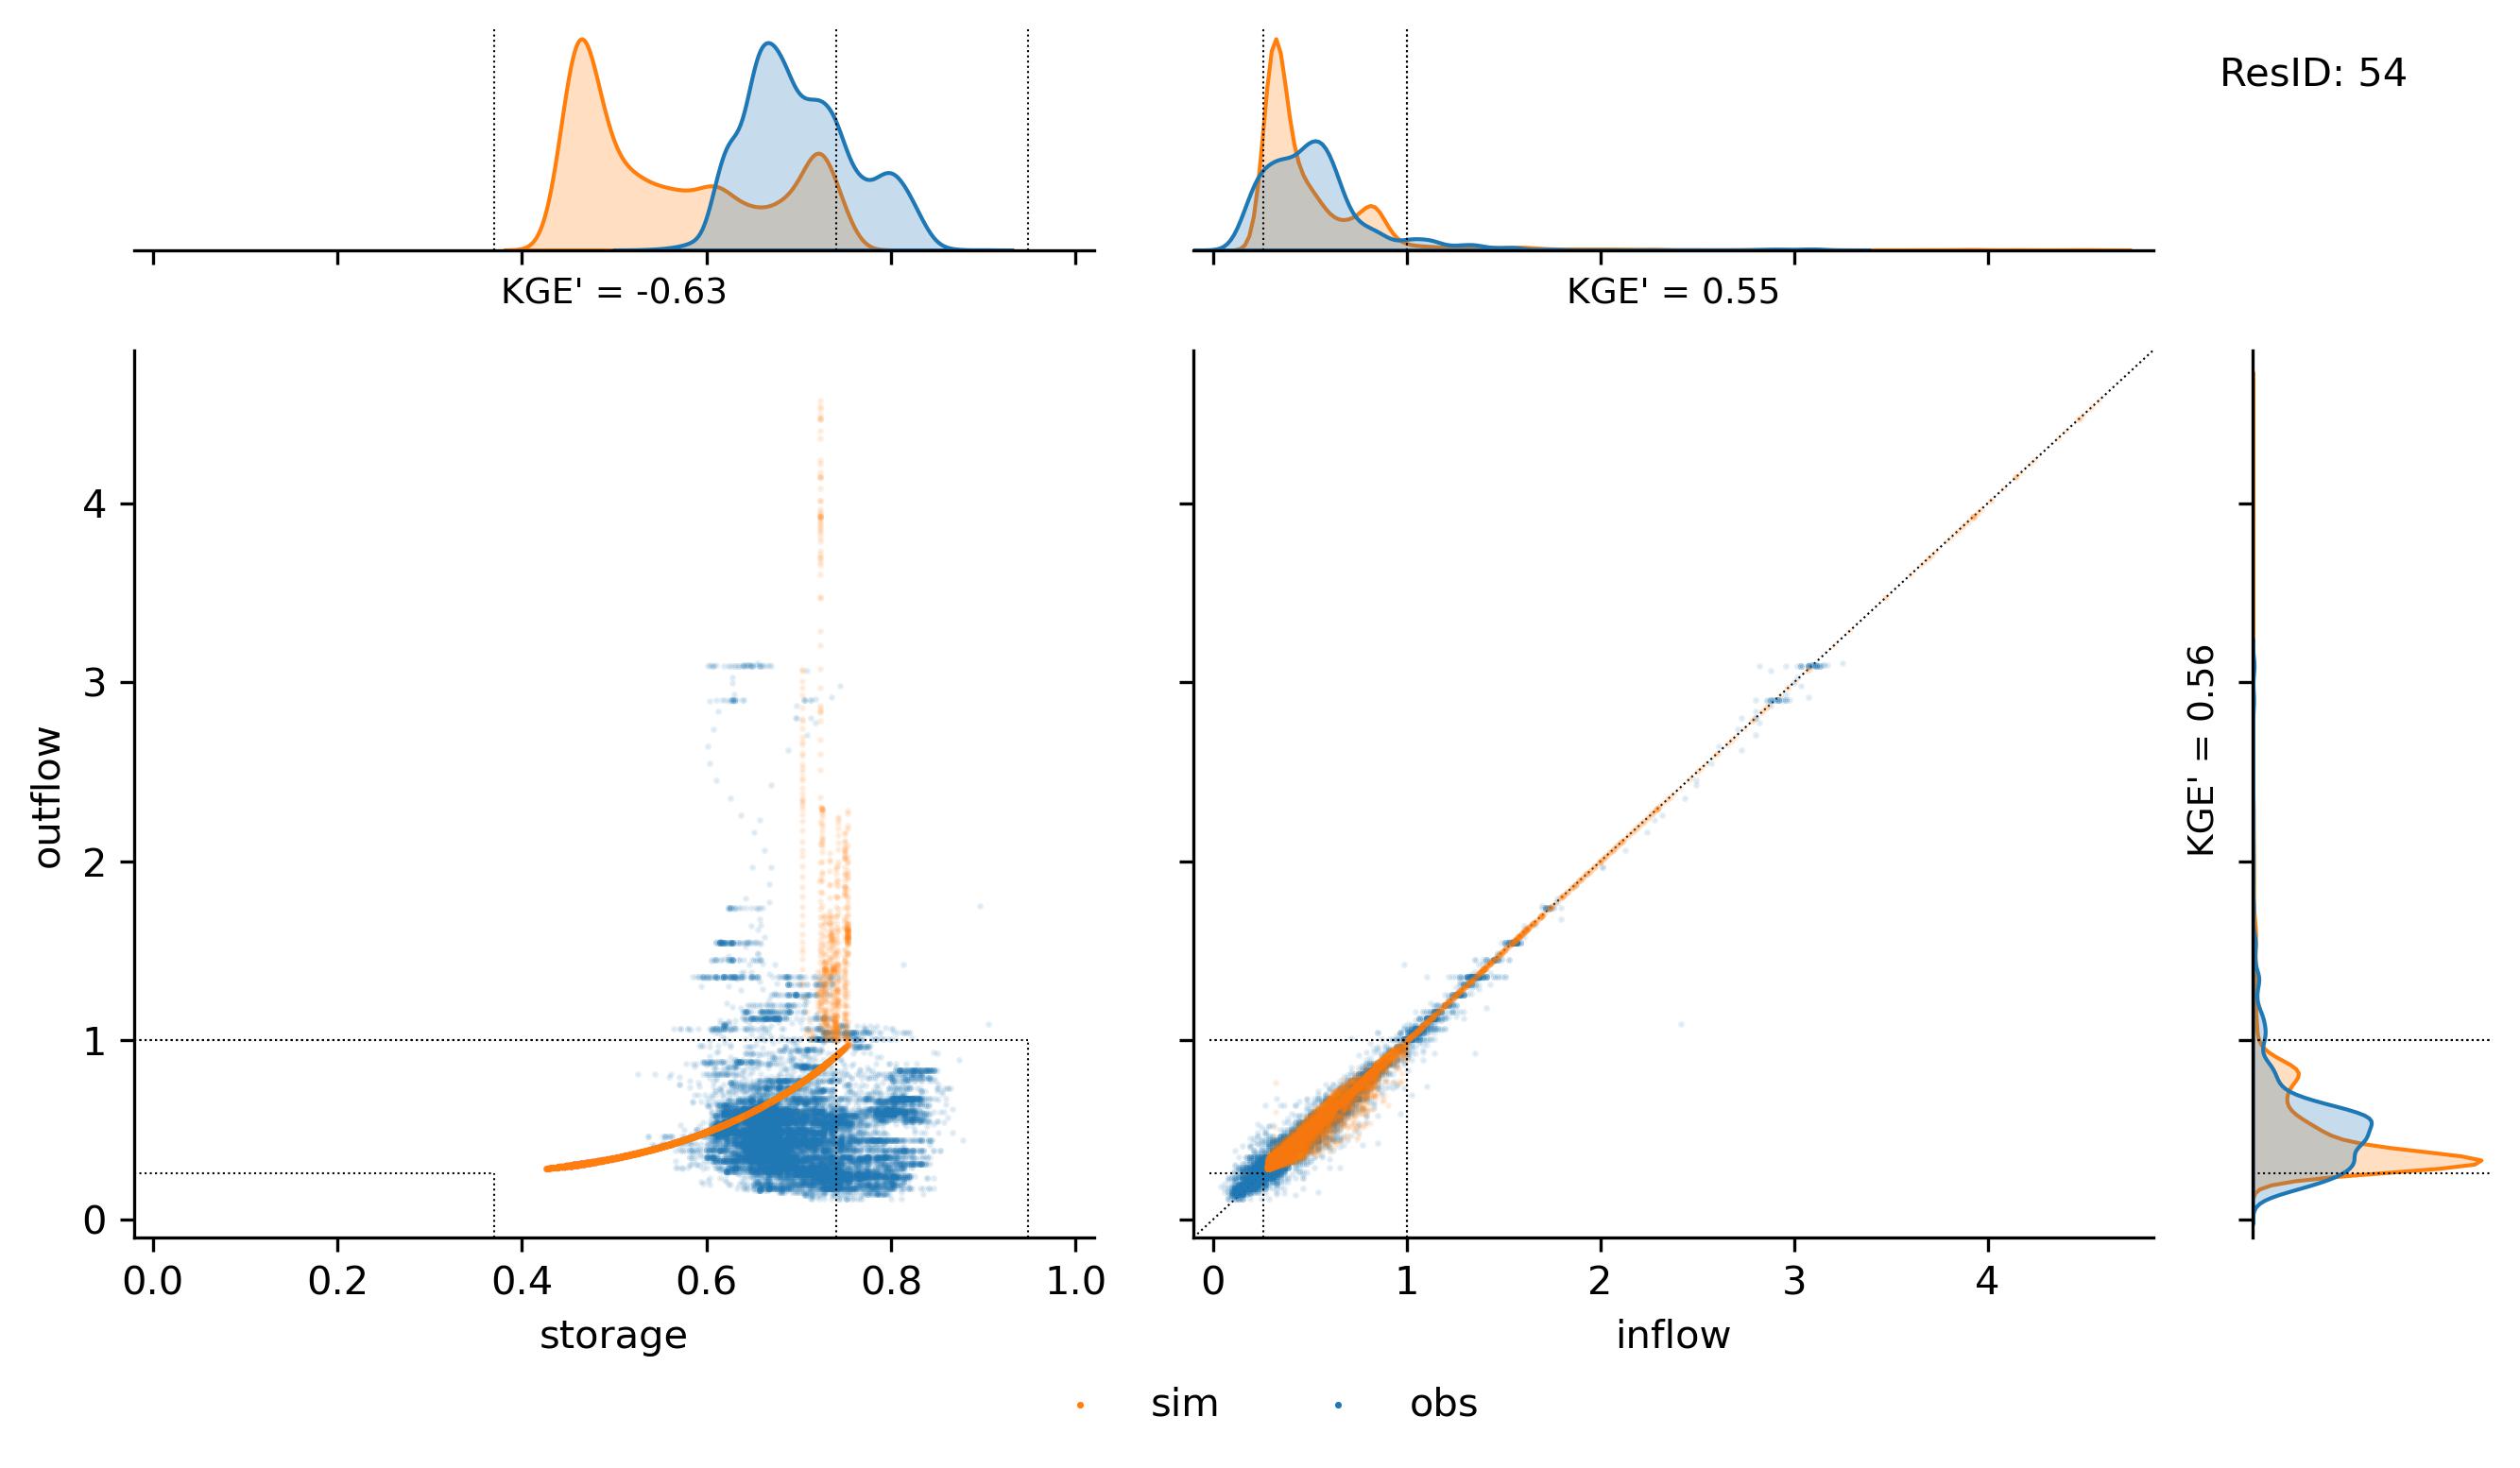 ResID: 54
KGE' = -0.63
KGE' = 0.55
outflow
4
3
2
1
0
KGE' = 0.56
0.0 0.2 0.4 0.6 0.8 1.0
0 1 2 3 4
storage
inflow
sim obs